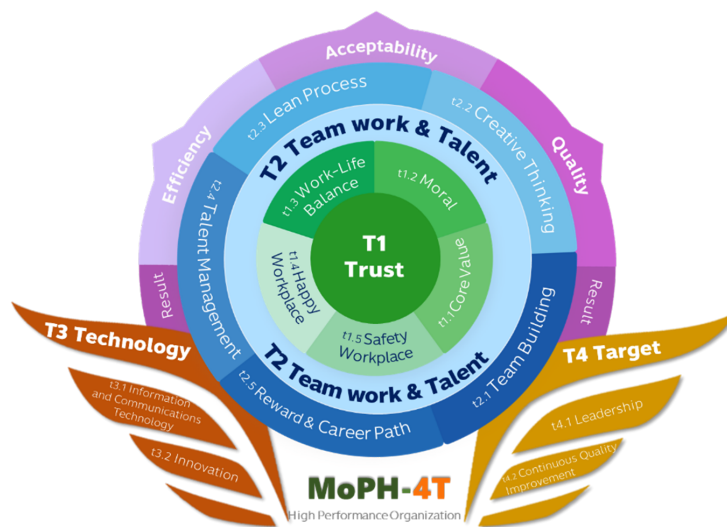 Acceptability
Efficiency
Quality
Result
Result
t2.3 Lean Process
t2.2 Creative Thinking
t2.4 Talent Management
t2.1 Team Building
t2.5 Reward & Career Path
T2 Team work & Talent
T2 Team work & Talent
t1.3 Work-Life
Balance
t1.2 Moral
t1.1 Core Value
t1.4 Happy
Workplace
t1.5 Safety
Workplace
T1
Trust
T3 Technology
t3.1 Information
and Communications
Technology
t3.2 Innovation
T4 Target
t4.1 Leadership
t4.2 Continuous Quality
Improvement
MoPH-4T
High Performance Organization